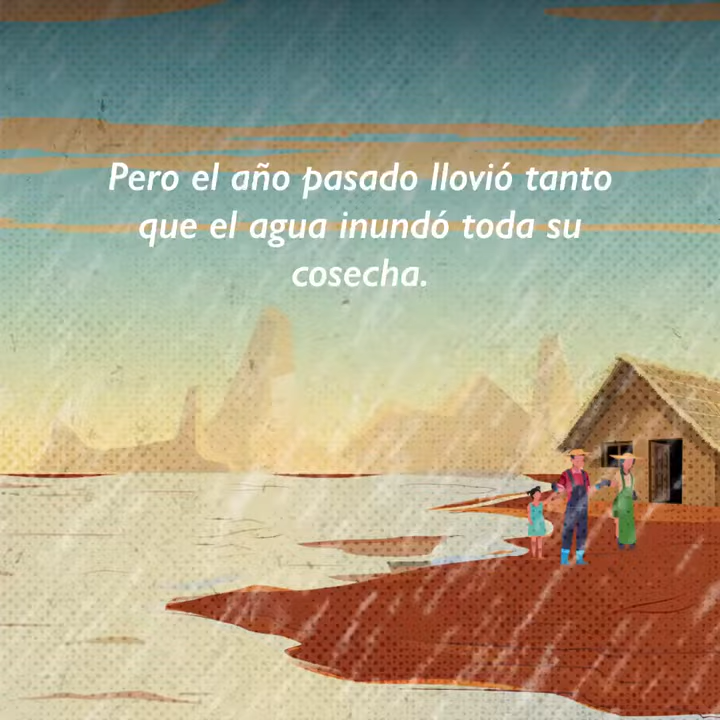 Pero el año pasado llovió tanto
que el agua inundó toda su
cosecha.